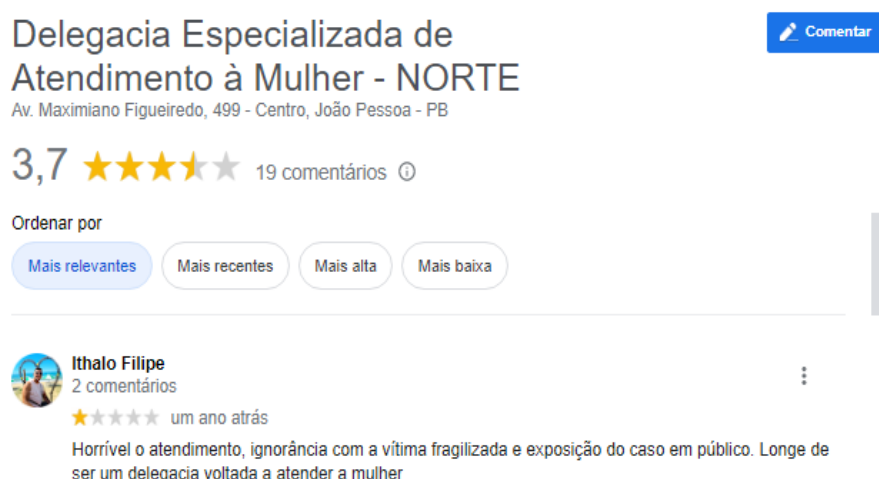 Delegacia Especializada de
Comentar
Atendimento à Mulher - NORTE
Av. Maximiano Figueiredo, 499 - Centro, João Pessoa - PB
3,7 19 comentários
Ordenar por
Mais relevantes Mais recentes Mais alta Mais baixa
Ithalo Filipe
2 comentários
um ano atrás
Horrível o atendimento, ignorância com a vítima fragilizada e exposição do caso em público. Longe de
ser um delegacia voltada a atender a mulher